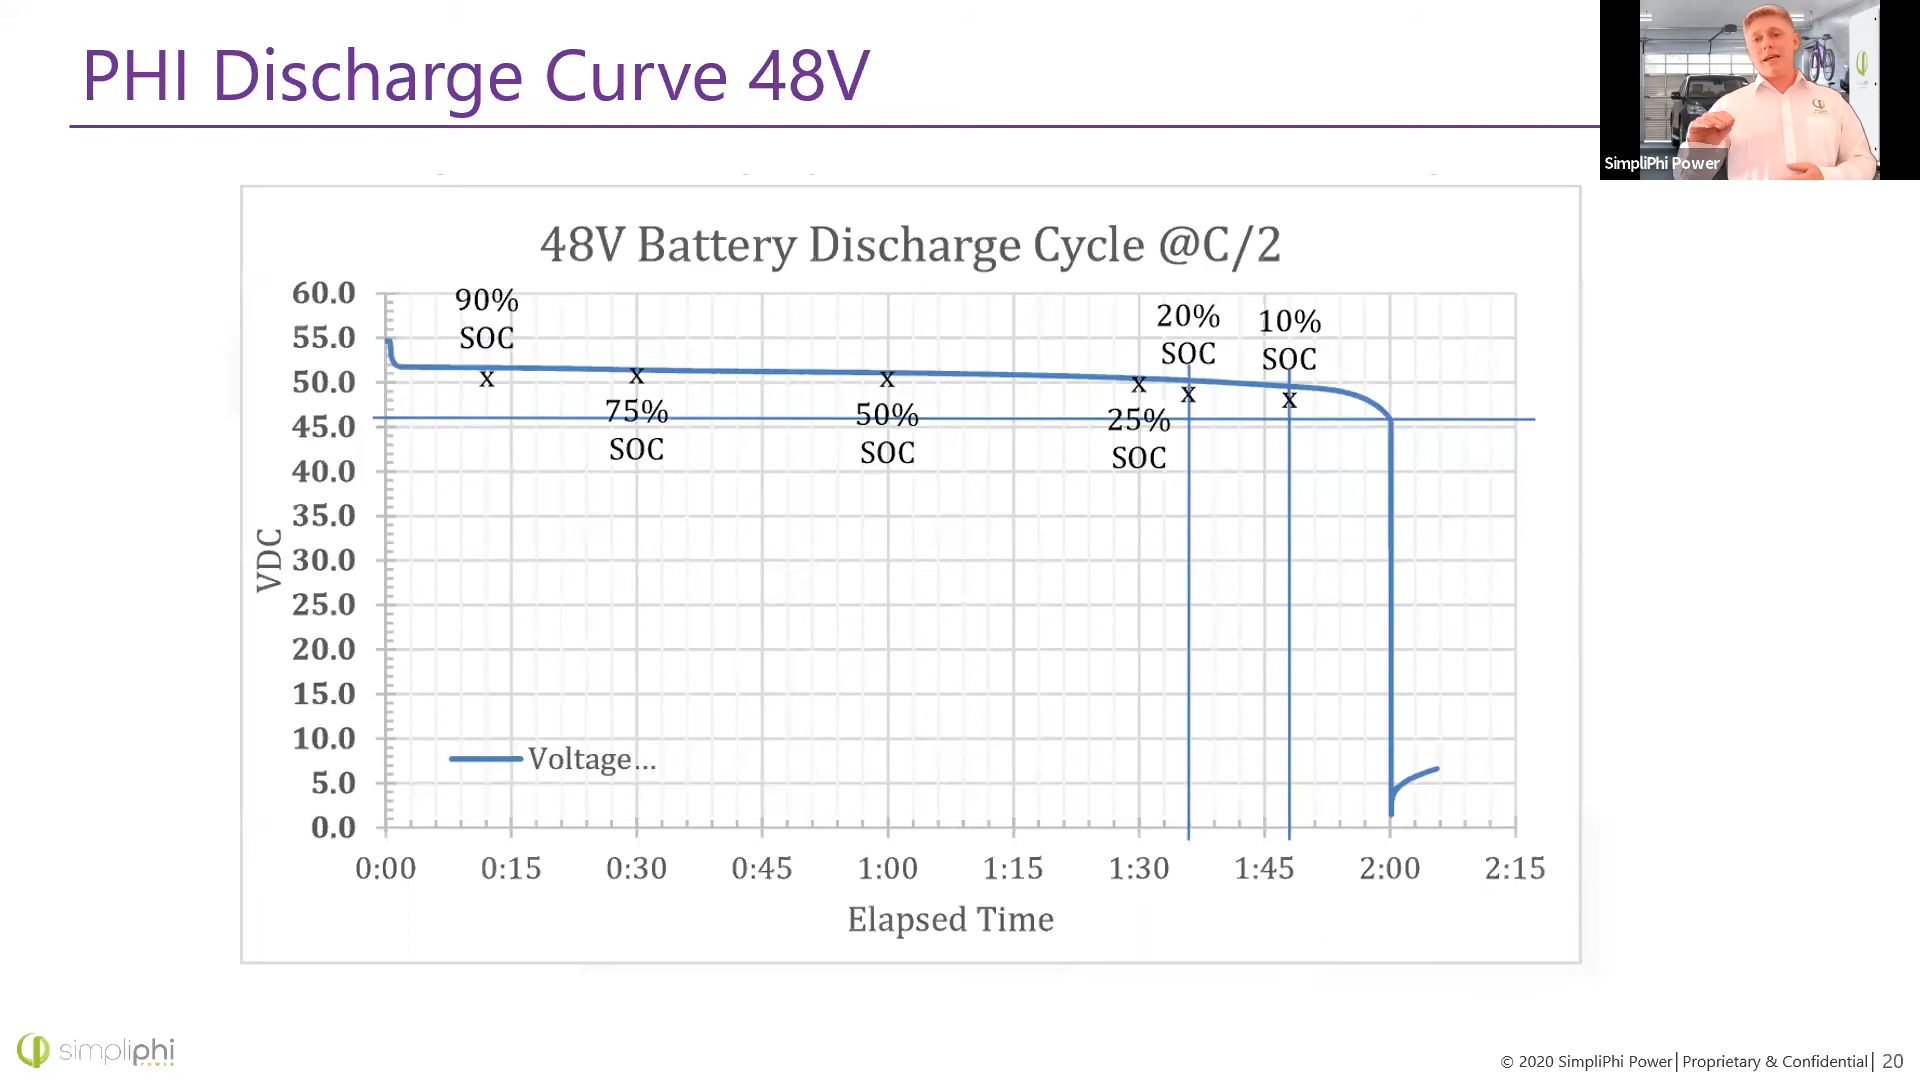 PHI Discharge Curve 48V
SimpliPhi Power
48V Battery Discharge Cycle @C/2
60.0
55.0
50.0
45.0
40.0
35.0
30.0
25.0
20.0
15.0
10.0
5.0
0.0
VDC
90%
SOC
x
x
75%
SOC
x
50%
SOC
x
25%
SOC
20%
SOC
x
10%
SOC
x
Voltage...
0:00 0:15 0:30 0:45 1:00 1:15 1:30 1:45 2:00 2:15
Elapsed Time
simpliphi
POWER
© 2020 SimpliPhi Power | Proprietary & Confidential | 20